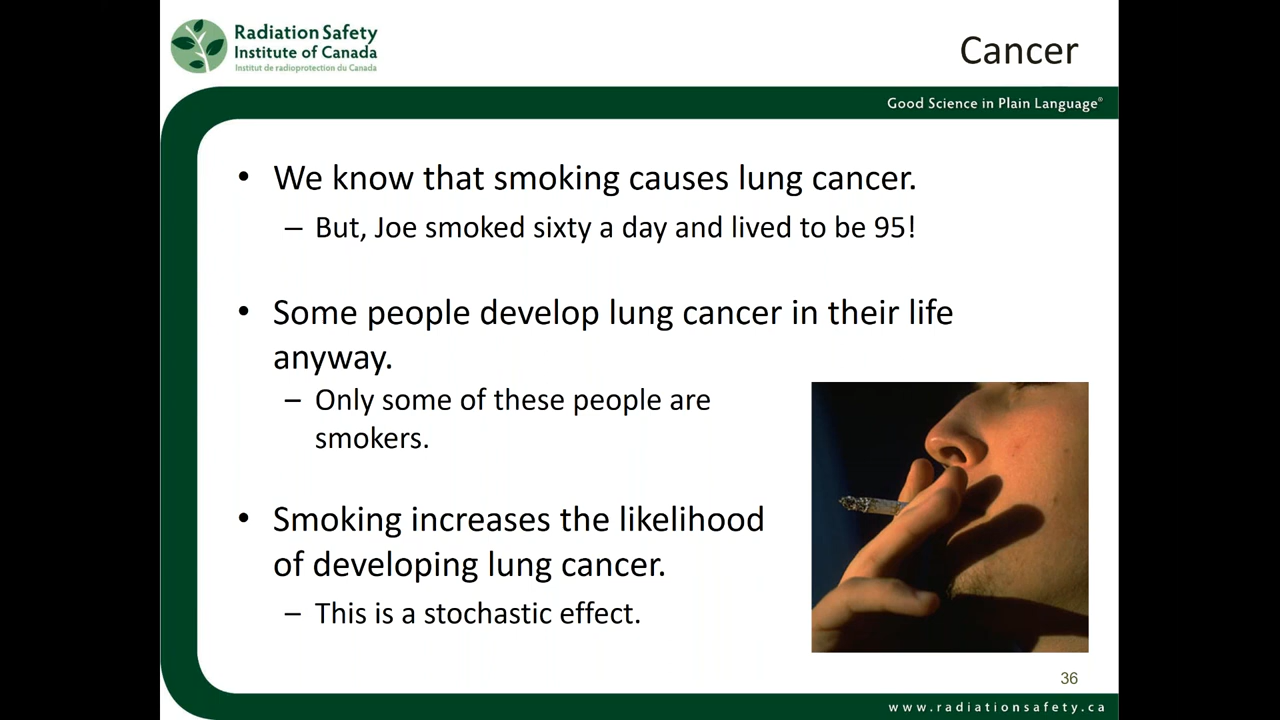 Radiation Safety
Institute of Canada
Institut de radioprotection du Canada
Cancer
Good Science in Plain Language®
• We know that smoking causes lung cancer.
– But, Joe smoked sixty a day and lived to be 95!
• Some people develop lung cancer in their life
anyway.
– Only some of these people are
smokers.
• Smoking increases the likelihood
of developing lung cancer.
– This is a stochastic effect.
36
www.radiationsafety.ca